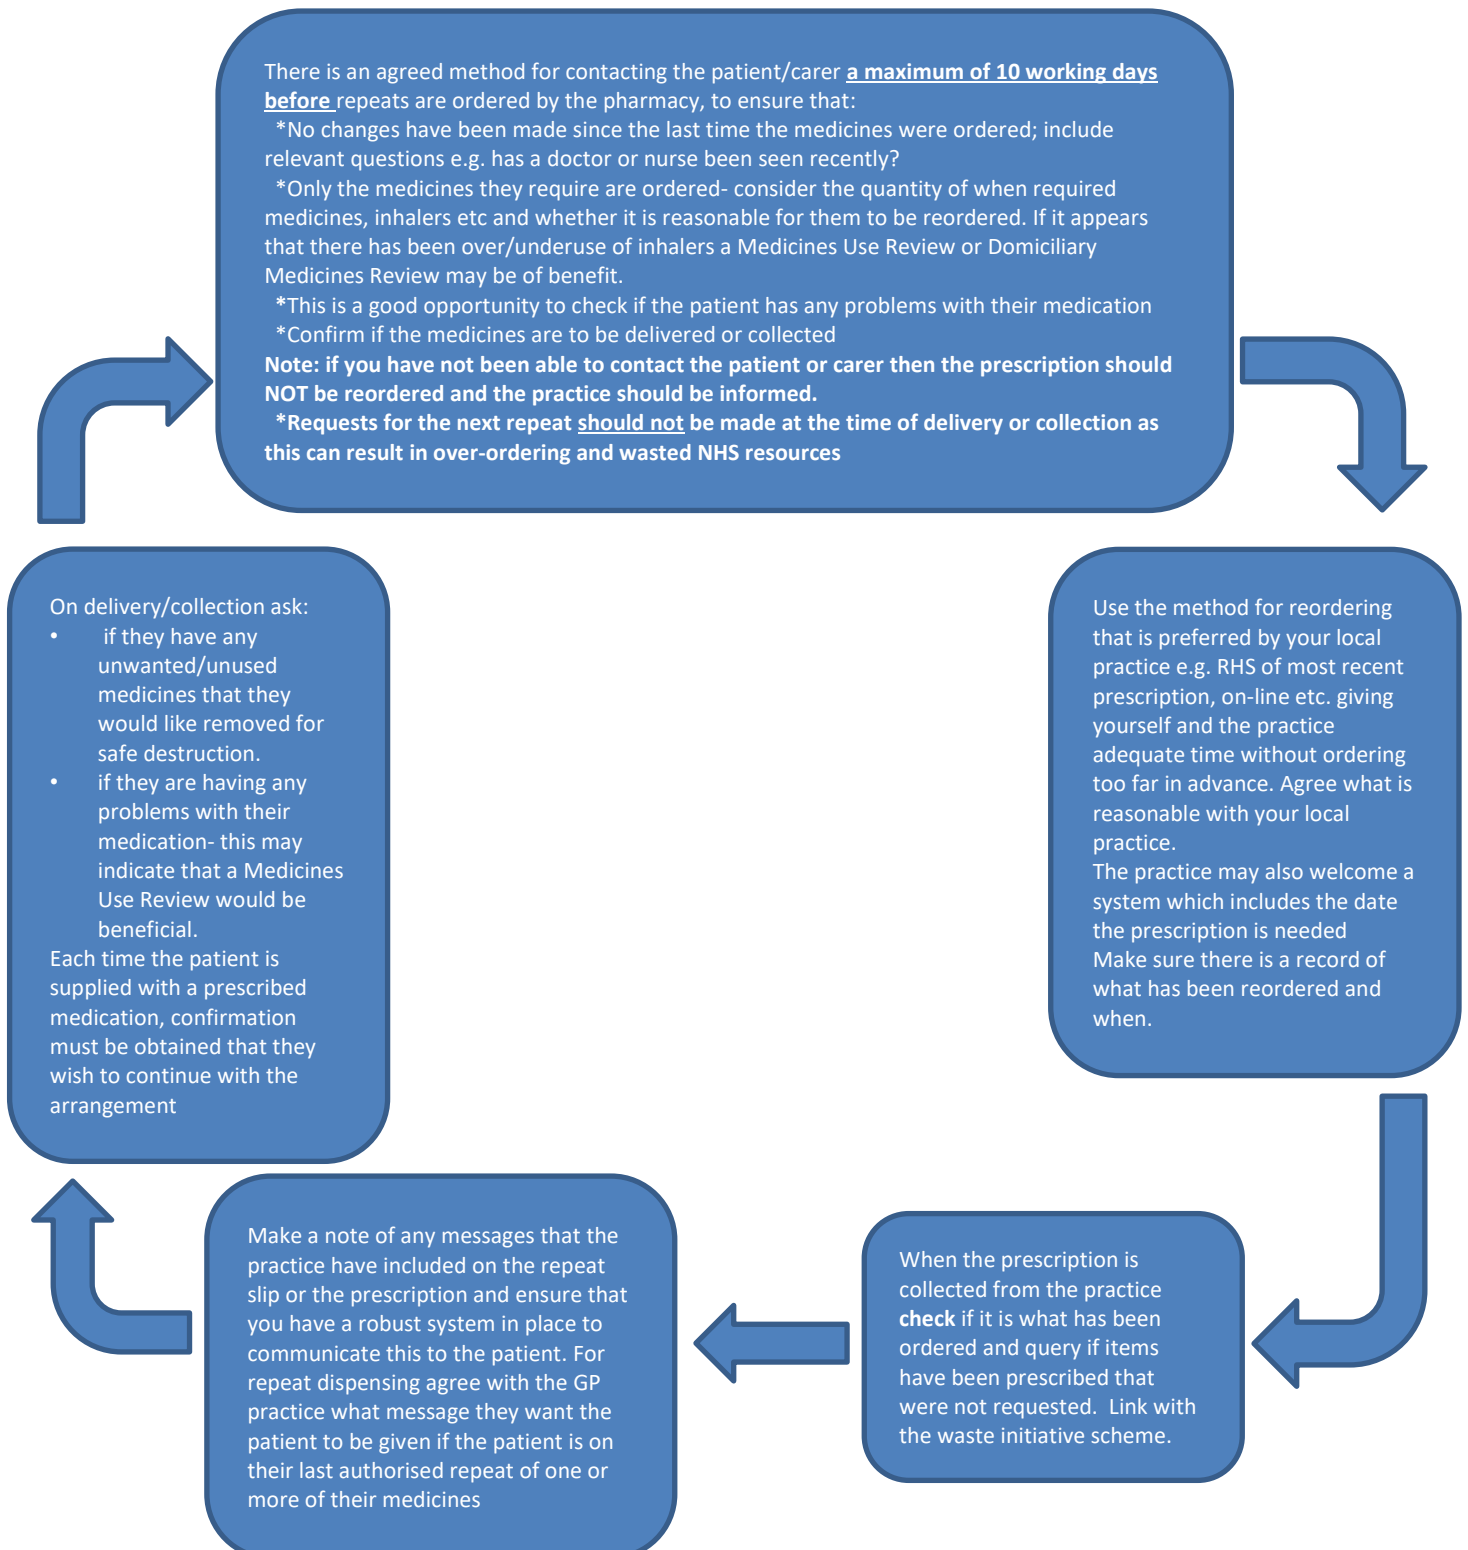 There is an agreed method for contacting the patient/carer a maximum of 10 working days
before repeats are ordered by the pharmacy, to ensure that:
*No changes have been made since the last time the medicines were ordered; include
relevant questions e.g. has a doctor or nurse been seen recently?
*Only the medicines they require are ordered- consider the quantity of when required
medicines, inhalers etc and whether it is reasonable for them to be reordered. If it appears
that there has been over/underuse of inhalers a Medicines Use Review or Domiciliary
Medicines Review may be of benefit.
*This is a good opportunity to check if the patient has any problems with their medication
*Confirm if the medicines are to be delivered or collected
Note: if you have not been able to contact the patient or carer then the prescription should
NOT be reordered and the practice should be informed.
*Requests for the next repeat should not be made at the time of delivery or collection as
this can result in over-ordering and wasted NHS resources
Use the method for reordering
that is preferred by your local
practice e.g. RHS of most recent
prescription, on-line etc. giving
yourself and the practice
adequate time without ordering
too far in advance. Agree what is
reasonable with your local
practice.
The practice may also welcome a
system which includes the date
the prescription is needed
Make sure there is a record of
what has been reordered and
when.
When the prescription is
collected from the practice
check if it is what has been
ordered and query if items
have been prescribed that
were not requested.  Link with
the waste initiative scheme.
Make a note of any messages that the
practice have included on the repeat
slip or the prescription and ensure that
you have a robust system in place to
communicate this to the patient. For
repeat dispensing agree with the GP
practice what message they want the
patient to be given if the patient is on
their last authorised repeat of one or
more of their medicines
On delivery/collection ask:
• if they have any
unwanted/unused
medicines that they
would like removed for
safe destruction.
• if they are having any
problems with their
medication- this may
indicate that a Medicines
Use Review would be
beneficial.
Each time the patient is
supplied with a prescribed
medication, confirmation
must be obtained that they
wish to continue with the
arrangement